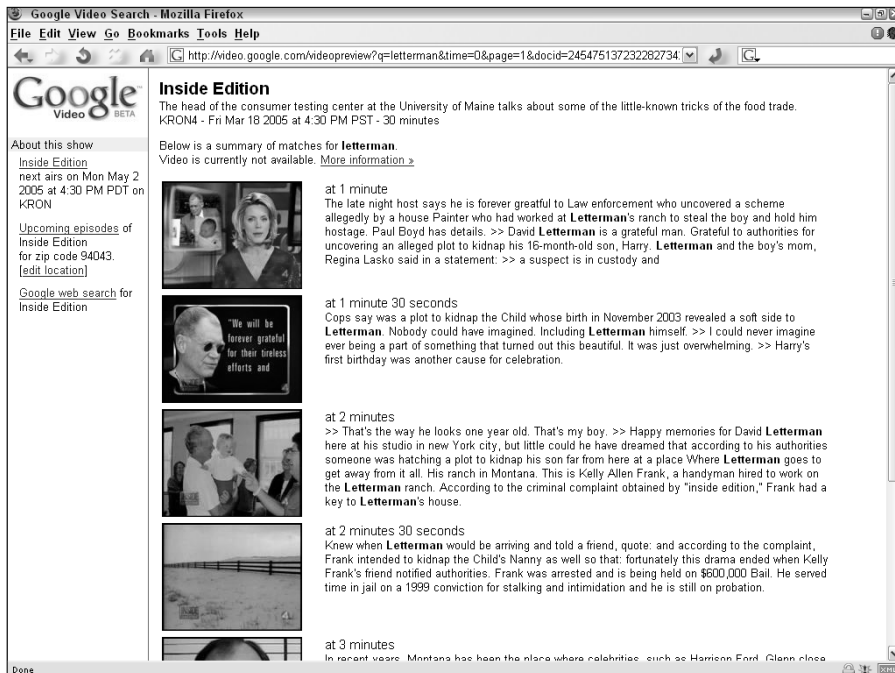 Google Video Search - Mozilla Firefox
File Edit View Go Bookmarks Tools Help
http://video.google.com/videopreview?q=letterman&time=0&page=1&docid=245475137232282734
Google
Video BETA
About this show
Inside Edition
next airs on Mon May 2
2005 at 4:30 PM PDT on
KRON
Upcoming episodes of
Inside Edition
for zip code 94043.
[edit location]
Google web search for
Inside Edition
Inside Edition
The head of the consumer testing center at the University of Maine talks about some of the little-known tricks of the food trade.
KRON4 - Fri Mar 18 2005 at 4:30 PM PST - 30 minutes
Below is a summary of matches for letterman.
Video is currently not available. More information »
at 1 minute
The late night host says he is forever greatful to Law enforcement who uncovered a scheme
allegedly by a house Painter who had worked at Letterman's ranch to steal the boy and hold him
hostage. Paul Boyd has details. >> David Letterman is a grateful man. Grateful to authorities for
uncovering an alleged plot to kidnap his 16-month-old son, Harry. Letterman and the boy's mom,
Regina Lasko said in a statement: >> a suspect is in custody and
"We will be
forever grateful
for their tireless
efforts and
at 1 minute 30 seconds
Cops say was a plot to kidnap the Child whose birth in November 2003 revealed a soft side to
Letterman. Nobody could have imagined. Including Letterman himself. >> I could never imagine
ever being a part of something that turned out this beautiful. It was just overwhelming. >> Harry's
first birthday was another cause for celebration.
at 2 minutes
>> That's the way he looks one year old. That's my boy. >> Happy memories for David Letterman
here at his studio in new York city, but little could he have dreamed that according to his authorities
someone was hatching a plot to kidnap his son far from here at a place Where Letterman goes to
get away from it all. His ranch in Montana. This is Kelly Allen Frank, a handyman hired to work on
the Letterman ranch. According to the criminal complaint obtained by "inside edition," Frank had a
key to Letterman's house.
at 2 minutes 30 seconds
Knew when Letterman would be arriving and told a friend, quote: and according to the complaint,
Frank intended to kidnap the Child's Nanny as well so that: fortunately this drama ended when Kelly
Frank's friend notified authorities. Frank was arrested and is being held on $600,000 Bail. He served
time in jail on a 1999 conviction for stalking and intimidation and he is still on probation.
4
at 3 minutes
In recent years, Montana has been the place where celebrities, such as Harrison Ford, Glenn close
Done